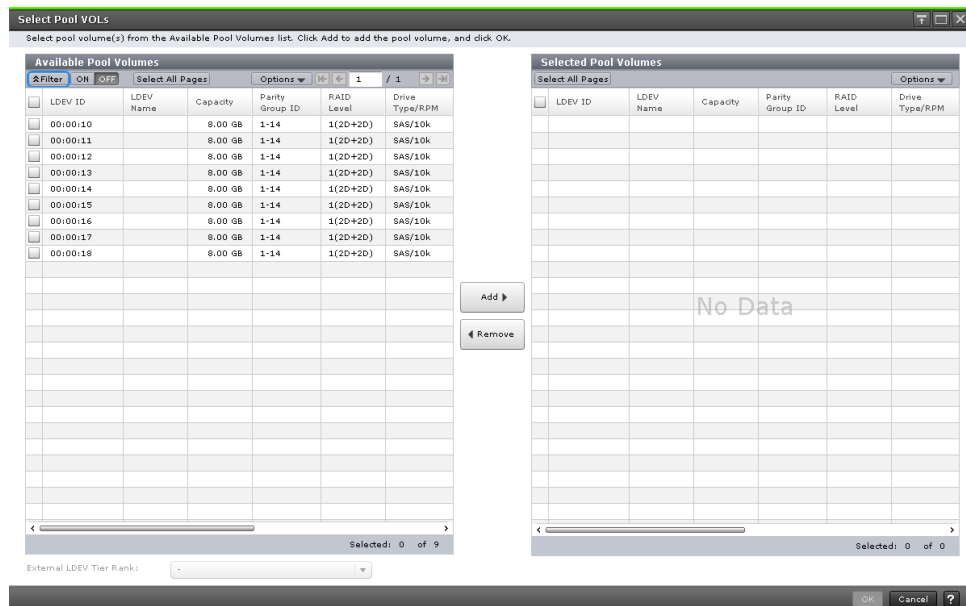 Select Pool VOLs
Select pool volume(s) from the Available Pool Volumes list. Click Add to add the pool volume, and click OK.
Available Pool Volumes
Filter ON OFF Select All Pages Options 1 / 1
LDEV ID LDEV Name Capacity Parity Group ID RAID Level Drive Type/RPM
00:00:10 8.00 GB 1-14 1(2D+2D) SAS/10k
00:00:11 8.00 GB 1-14 1(2D+2D) SAS/10k
00:00:12 8.00 GB 1-14 1(2D+2D) SAS/10k
00:00:13 8.00 GB 1-14 1(2D+2D) SAS/10k
00:00:14 8.00 GB 1-14 1(2D+2D) SAS/10k
00:00:15 8.00 GB 1-14 1(2D+2D) SAS/10k
00:00:16 8.00 GB 1-14 1(2D+2D) SAS/10k
00:00:17 8.00 GB 1-14 1(2D+2D) SAS/10k
00:00:18 8.00 GB 1-14 1(2D+2D) SAS/10k
Selected: 0 of 9
External LDEV Tier Rank: -
Add
Remove
Selected Pool Volumes
Select All Pages Options
LDEV ID LDEV Name Capacity Parity Group ID RAID Level Drive Type/RPM
No Data
Selected: 0 of 0
OK Cancel ?